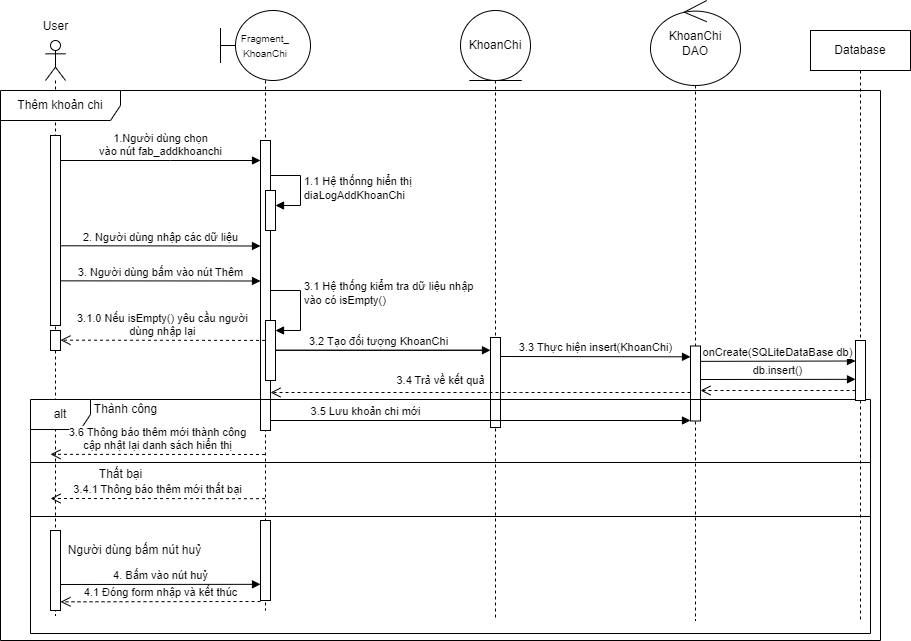 User
Fragment_
KhoanChi
KhoanChi
KhoanChi
DAO
Database
Thêm khoản chi
1.Người dùng chọn
vào nút fab_addkhoanchi
1.1 Hệ thốnng hiển thị
diaLogAddKhoanChi
2. Người dùng nhập các dữ liệu
3. Người dùng bấm vào nút Thêm
3.1 Hệ thống kiểm tra dữ liệu nhập
vào có isEmpty()
3.1.0 Nếu isEmpty() yêu cầu người
dùng nhập lại
3.2 Tạo đối tượng KhoanChi
3.3 Thực hiện insert(KhoanChi)
onCreate(SQLiteDataBase db)
db.insert()
3.4 Trả về kết quả
alt
Thành công
3.5 Lưu khoản chi mới
3.6 Thông báo thêm mới thành công
cập nhật lại danh sách hiển thị
Thất bại
3.4.1 Thông báo thêm mới thất bại
Người dùng bấm nút huỷ
4. Bấm vào nút huỷ
4.1 Đóng form nhập và kết thúc